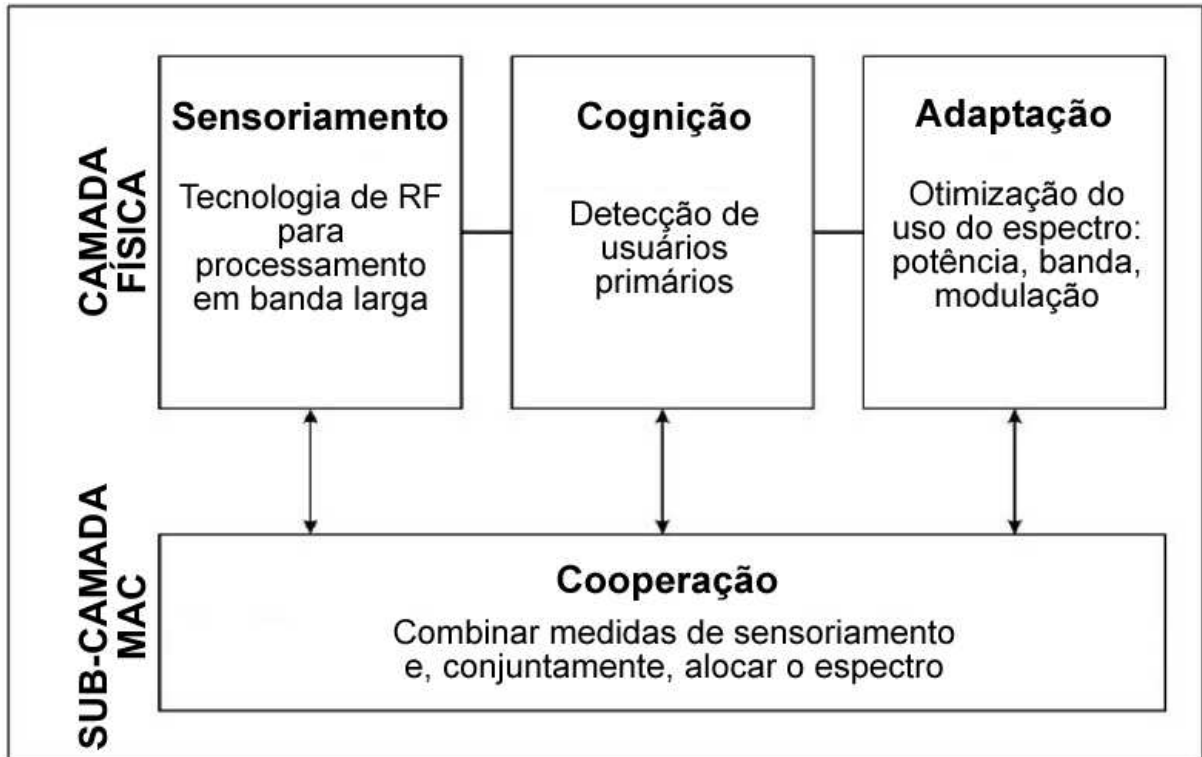 CAMADA
FÍSICA
Sensoriamento
Tecnologia de RF
para
processamento
em banda larga
Cognição
Detecção de
usuários
primários
Adaptação
Otimização do
uso do espectro:
potência, banda,
modulação
SUB-CAMADA
MAC
Cooperação
Combinar medidas de sensoriamento
e, conjuntamente, alocar o espectro